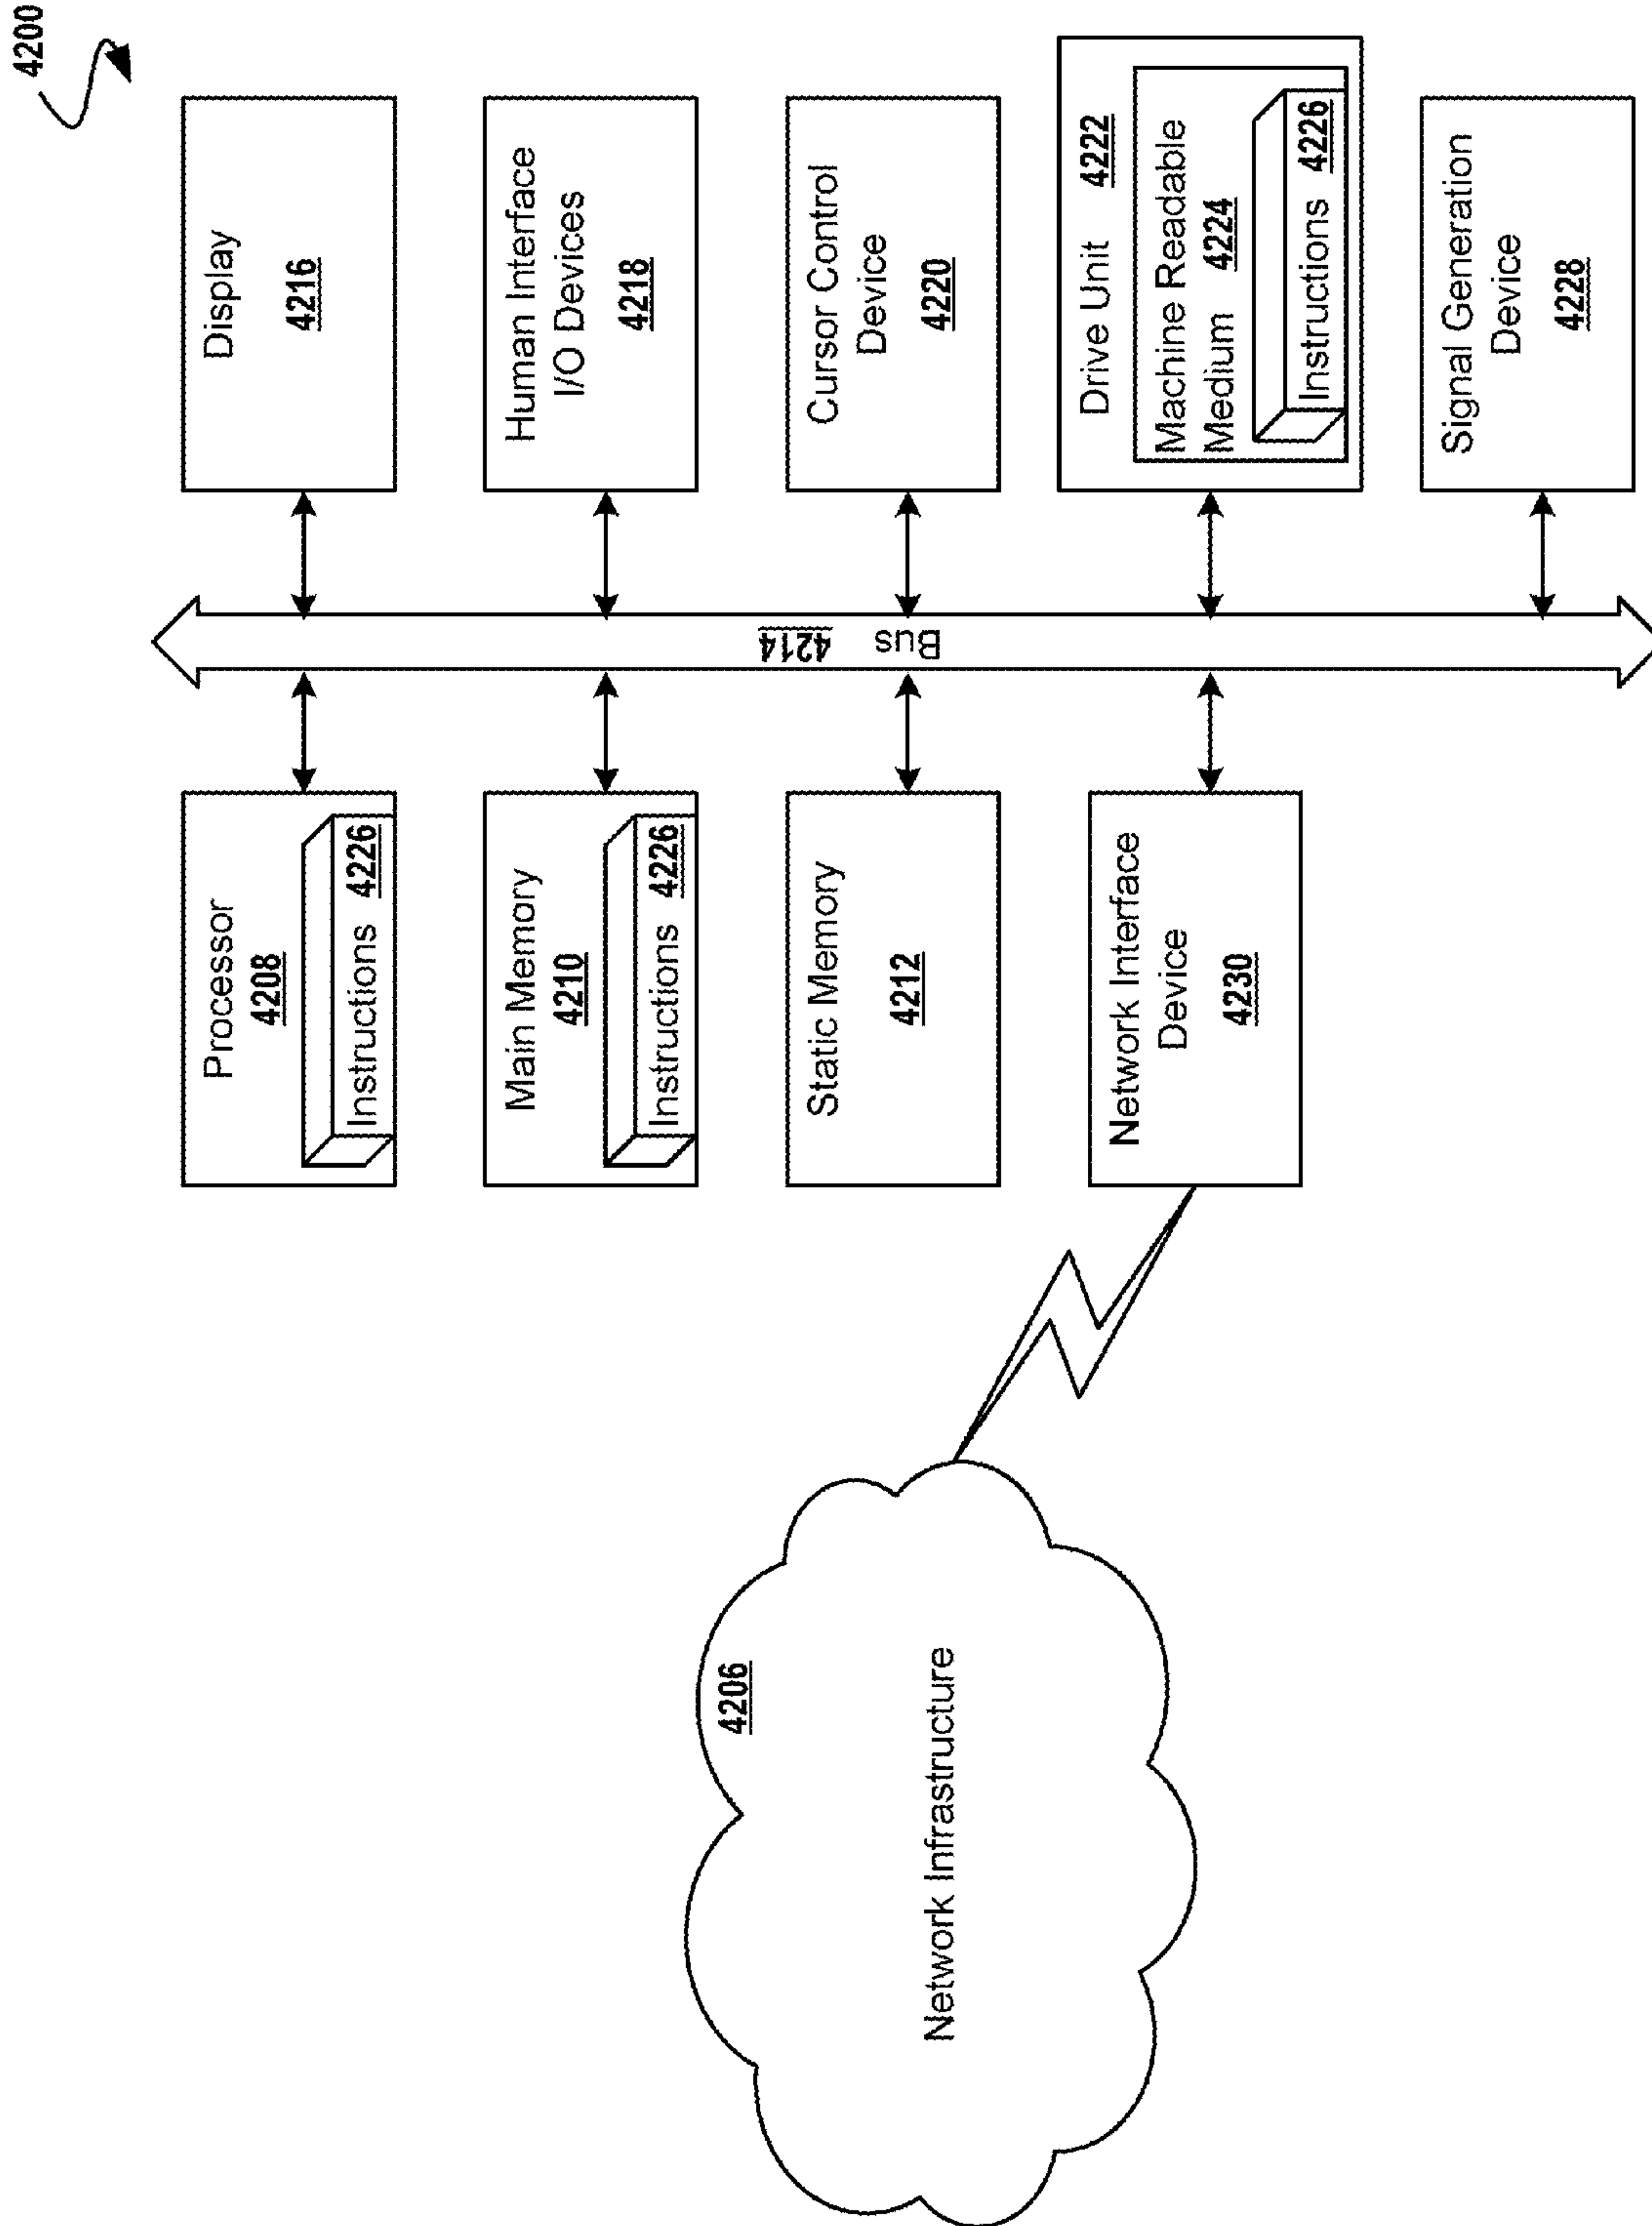 4200
Processor
4208
Instructions 4226
Main Memory
4210
Instructions 4226
Static Memory
4212
Network Interface
Device
4230
Bus 4214
Display
4216
Human Interface
I/O Devices
4218
Cursor Control
Device
4220
Drive Unit 4222
Machine Readable
Medium 4224
Instructions 4226
Signal Generation
Device
4228
4206
Network Infrastructure